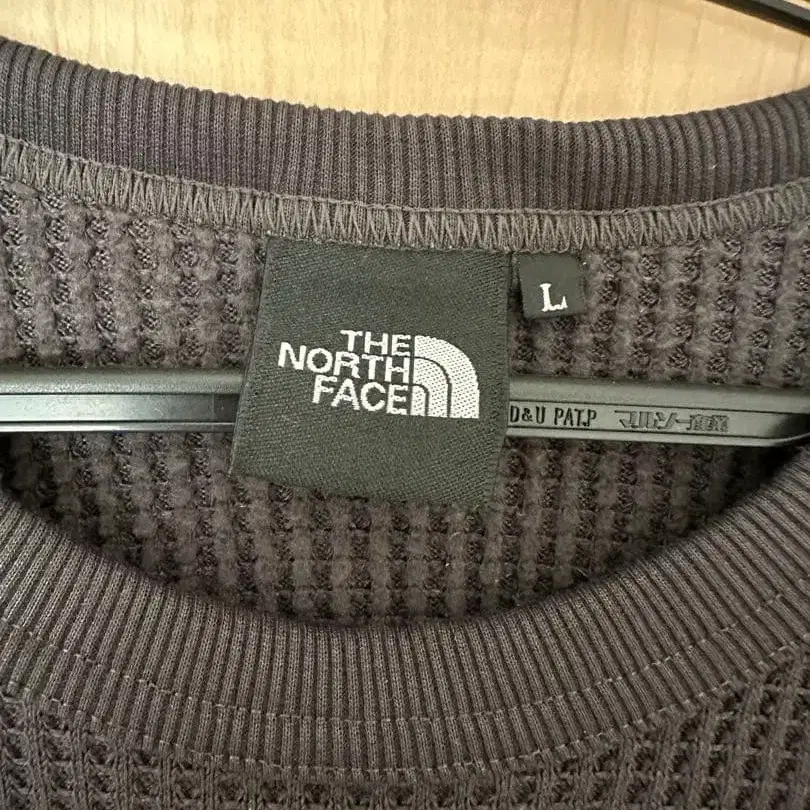 THE
NORTH
FACE
L
D&U PAT.P